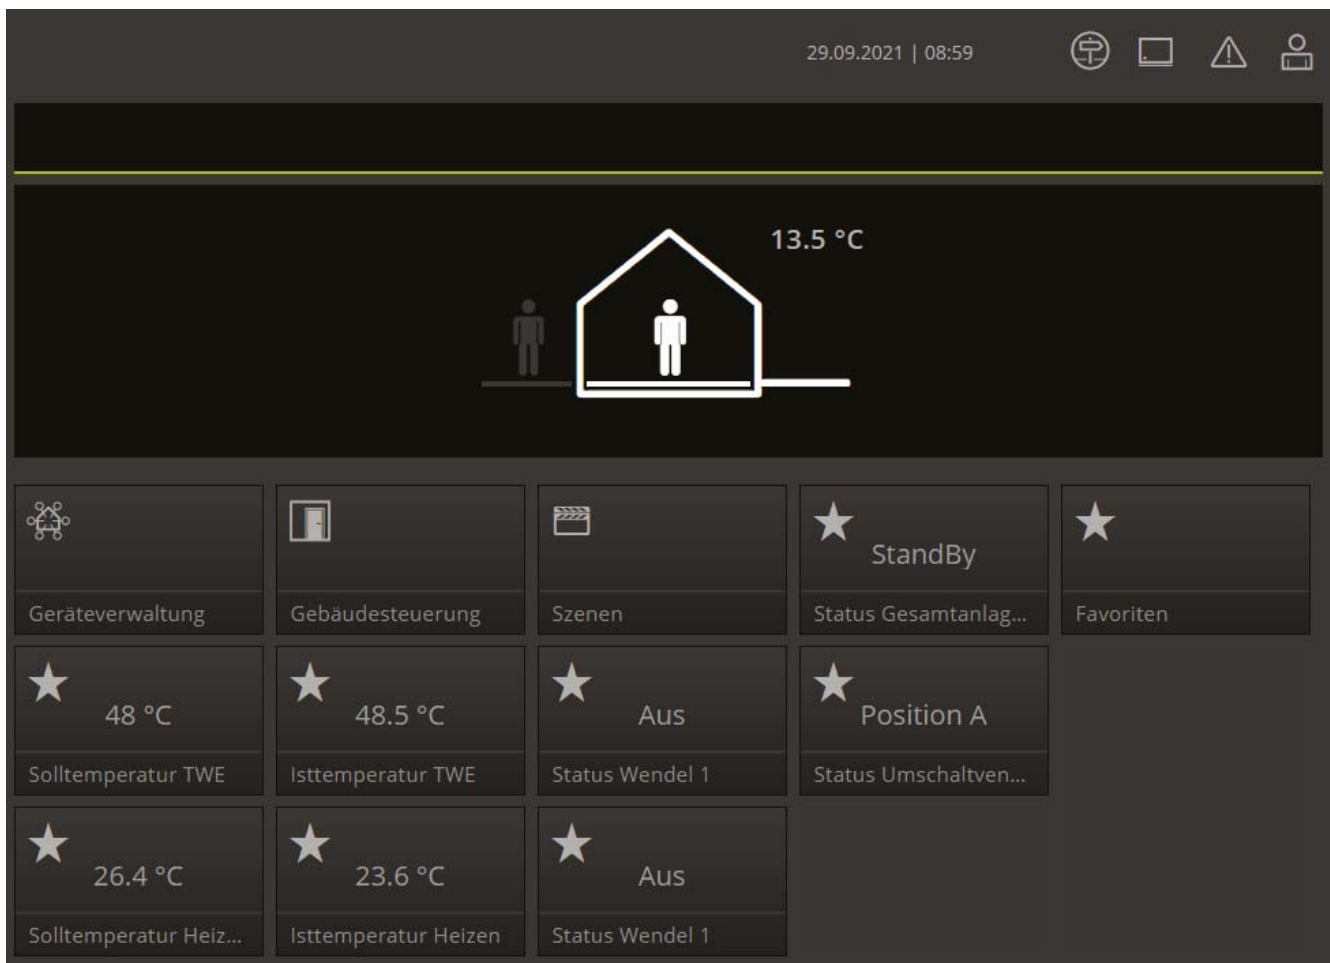 29.09.2021 | 08:59
13.5 °C
StandBy
Geräteverwaltung
Gebäudesteuerung
Szenen
Status Gesamtanlag...
Favoriten
48 °C
48.5 °C
Aus
Position A
Solltemperatur TWE
Isttemperatur TWE
Status Wendel 1
Status Umschaltven...
26.4 °C
23.6 °C
Aus
Solltemperatur Heiz...
Isttemperatur Heizen
Status Wendel 1